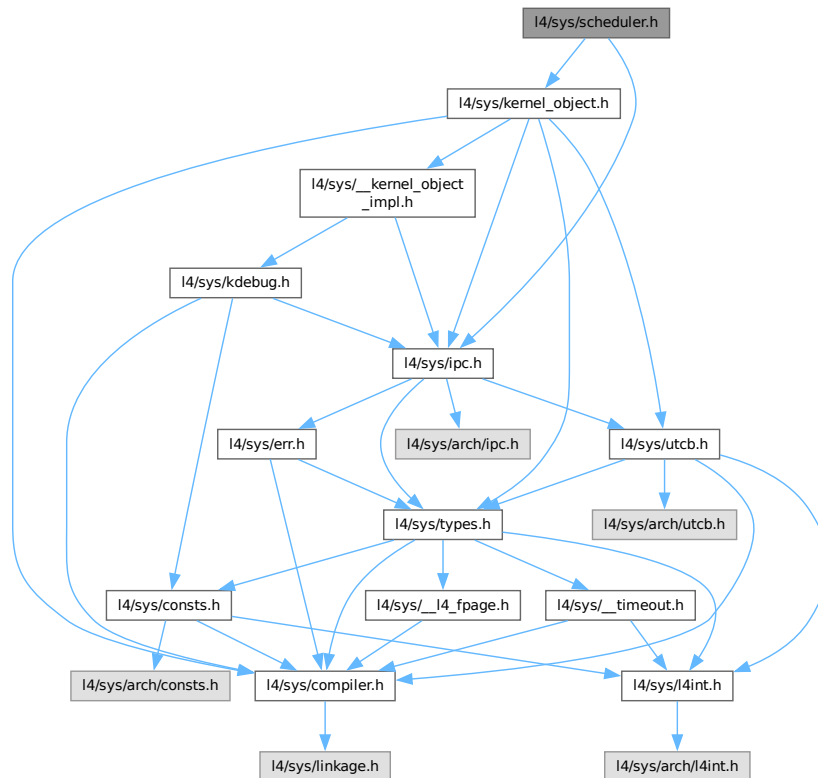 l4/sys/scheduler.h
l4/sys/kernel_object.h
l4/sys/__kernel_object
_impl.h
l4/sys/kdebug.h
l4/sys/ipc.h
l4/sys/err.h
l4/sys/arch/ipc.h
l4/sys/utcb.h
l4/sys/types.h
l4/sys/arch/utcb.h
l4/sys/consts.h
l4/sys/__l4_fpage.h
l4/sys/__timeout.h
l4/sys/arch/consts.h
l4/sys/compiler.h
l4/sys/l4int.h
l4/sys/linkage.h
l4/sys/arch/l4int.h